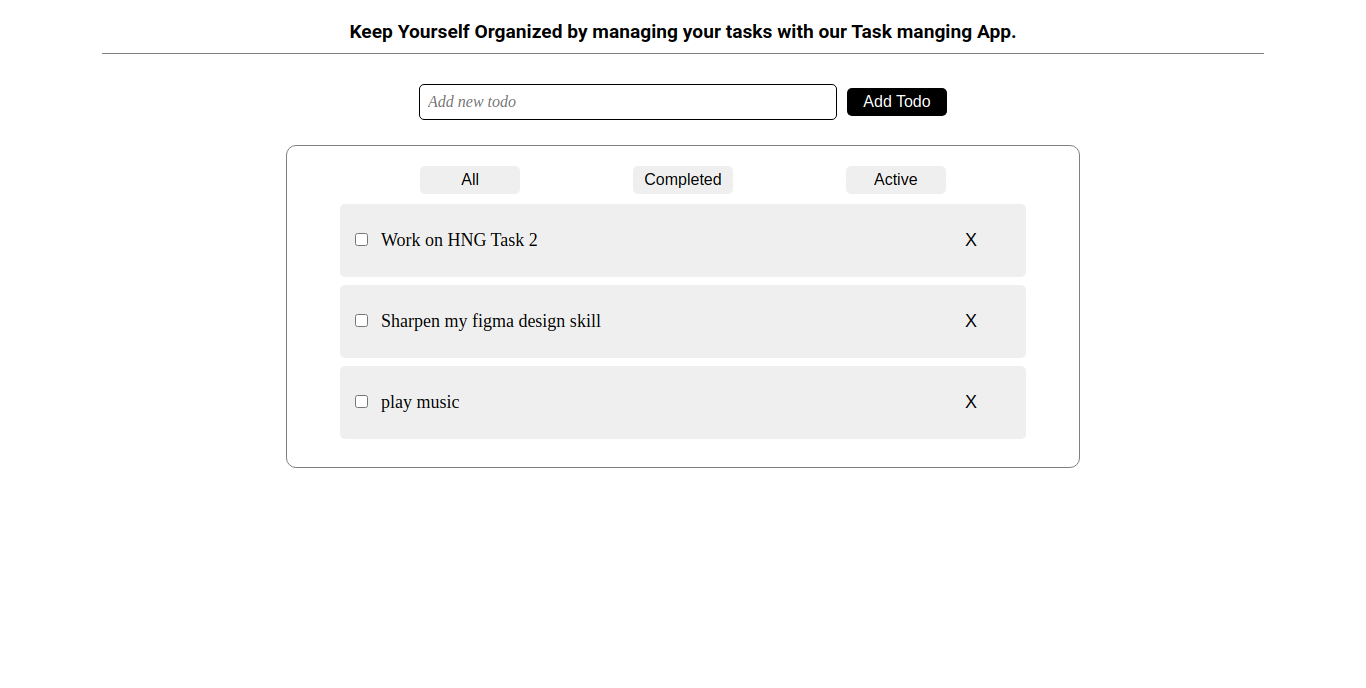 Keep Yourself Organized by managing your tasks with our Task manging App.
Add new todo Add Todo
All Completed Active
Work on HNG Task 2 X
Sharpen my figma design skill X
play music X